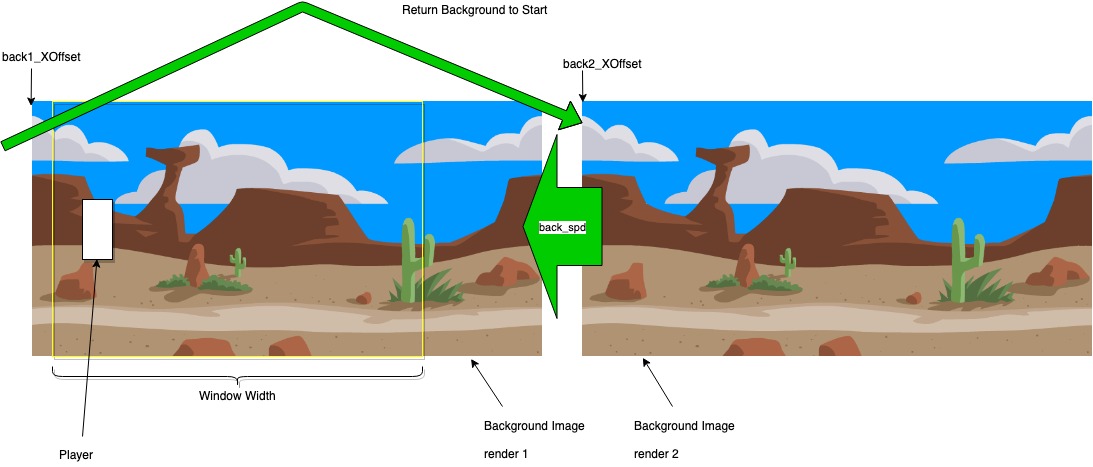 Return Background to Start
back1_XOffset
back2_XOffset
back_spd
Window Width
Background Image
render 1
Background Image
render 2
Player